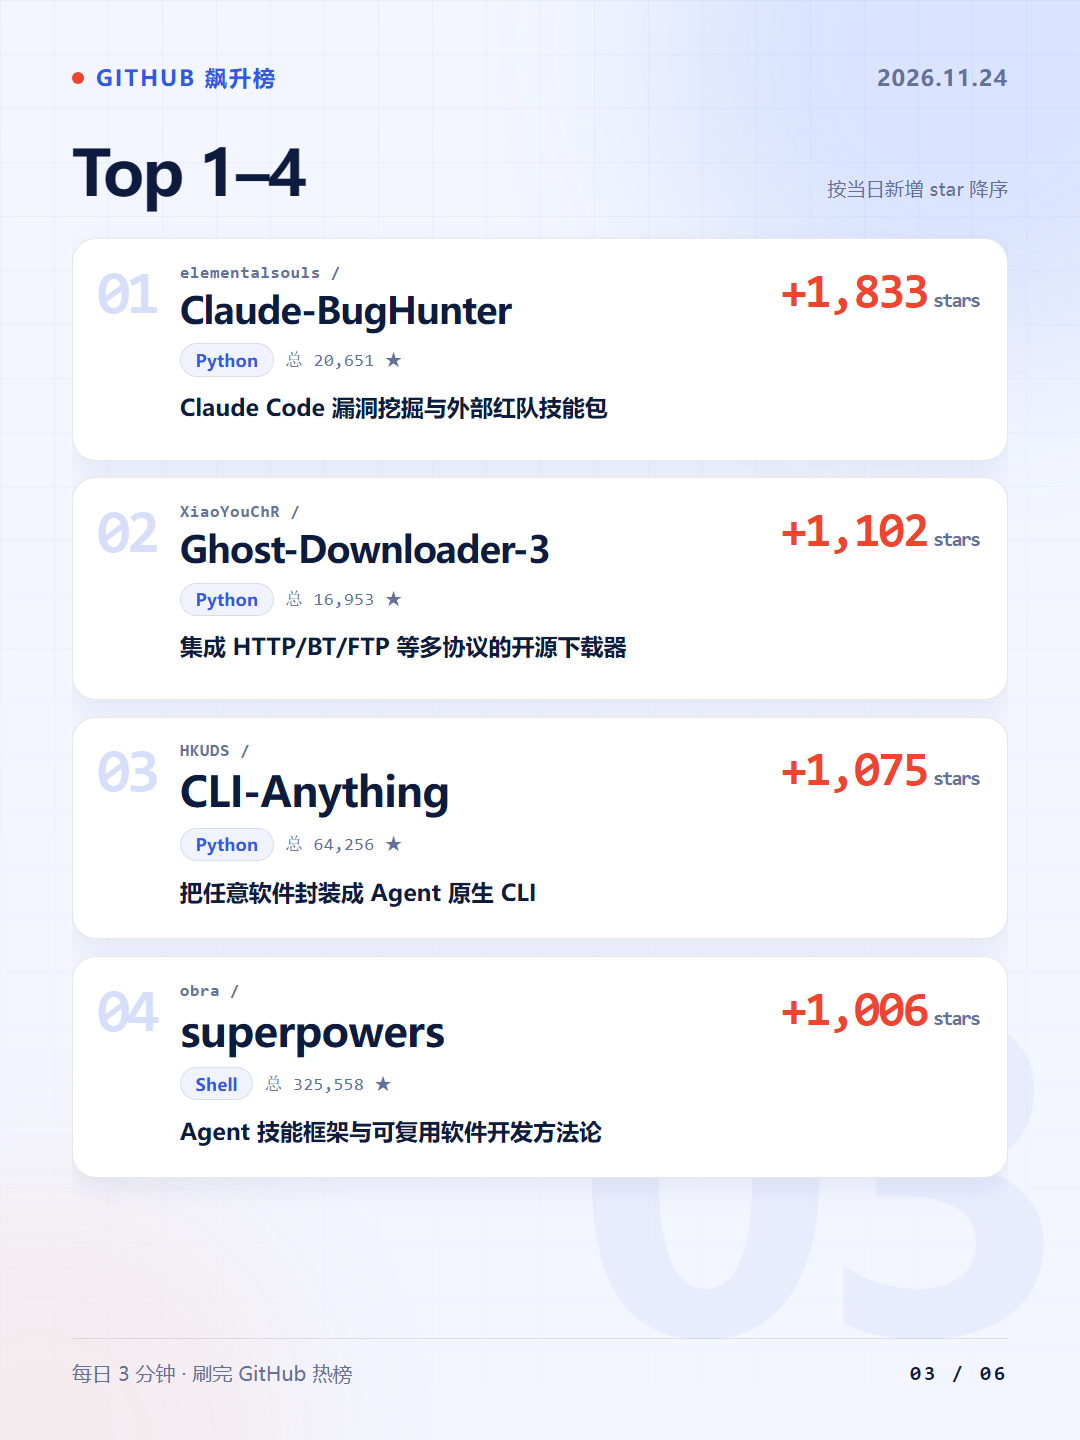 GITHUB 飙升榜
2026.11.24
Top 1–4
按当日新增 star 降序
01
elementalsouls /
Claude-BugHunter
+1,833 stars
Python 总 20,651 ★
Claude Code 漏洞挖掘与外部红队技能包
02
XiaoYouChR /
Ghost-Downloader-3
+1,102 stars
Python 总 16,953 ★
集成 HTTP/BT/FTP 等多协议的开源下载器
03
HKUDS /
CLI-Anything
+1,075 stars
Python 总 64,256 ★
把任意软件封装成 Agent 原生 CLI
04
obra /
superpowers
+1,006 stars
Shell 总 325,558 ★
Agent 技能框架与可复用软件开发方法论
03
每日 3 分钟 · 刷完 GitHub 热榜
03 / 06